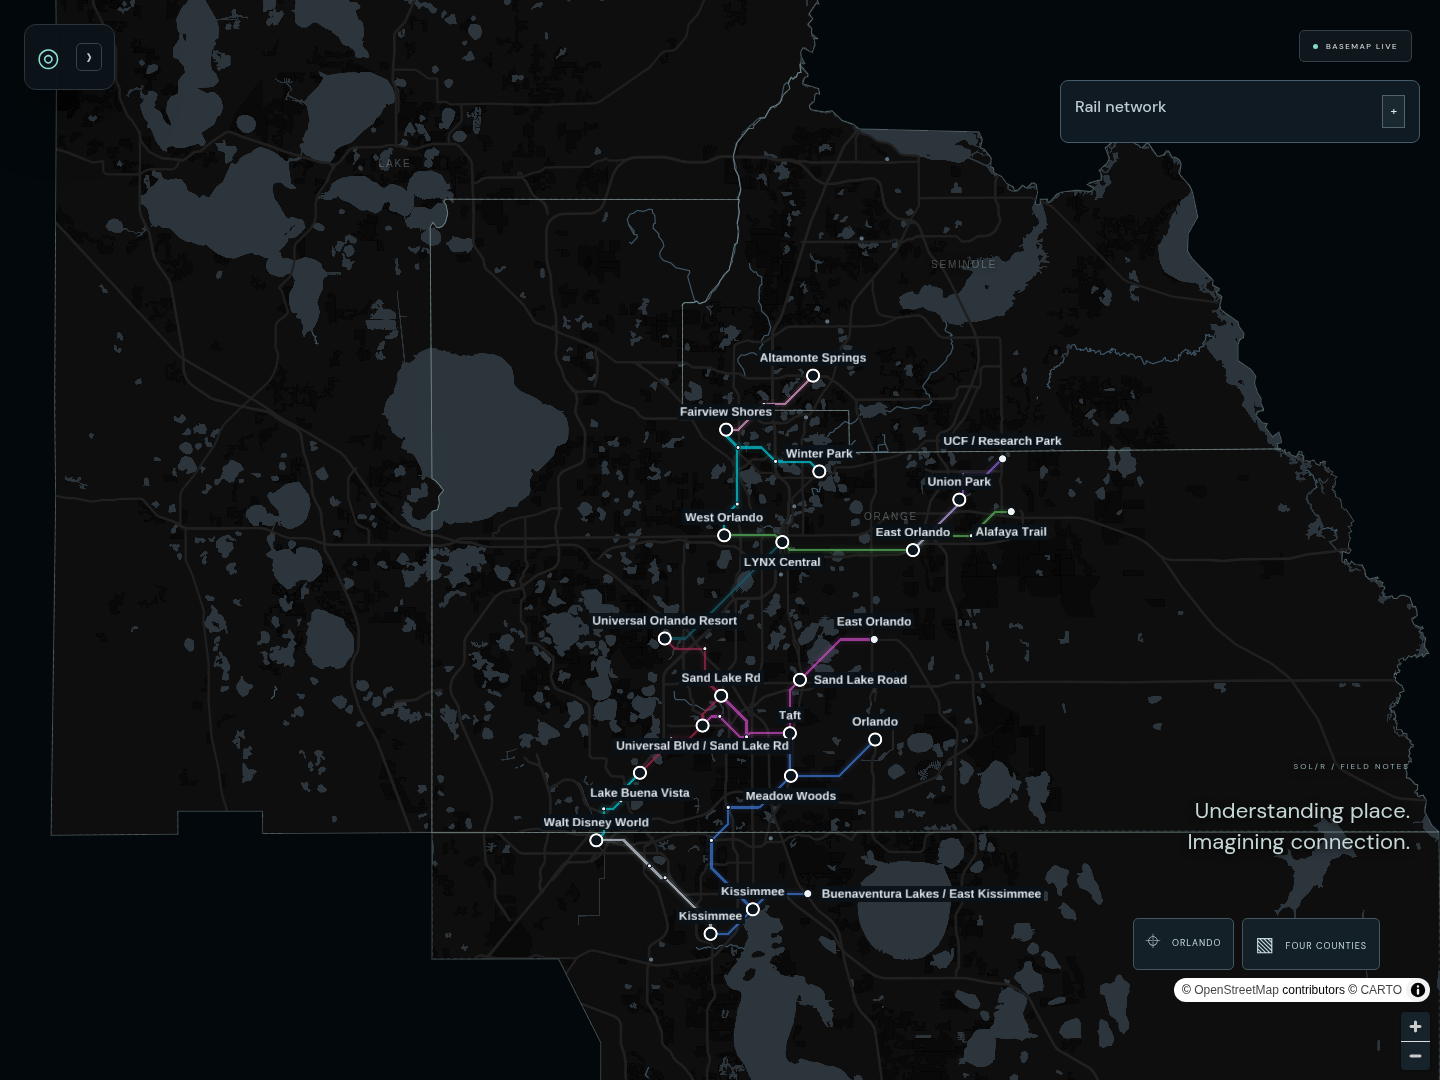 BASEMAP LIVE
Rail network
+
LAKE
SEMINOLE
Altamonte Springs
Fairview Shores
UCF / Research Park
Winter Park
Union Park
West Orlando
ORANGE
East Orlando
Alafaya Trail
LYNX Central
Universal Orlando Resort
East Orlando
Sand Lake Rd
Sand Lake Road
Taft
Orlando
Universal Blvd / Sand Lake Rd
SOL/R / FIELD NOTES
Lake Buena Vista
Meadow Woods
Understanding place.
Walt Disney World
Imagining connection.
Kissimmee
Buenaventura Lakes / East Kissimmee
Kissimmee
ORLANDO
FOUR COUNTIES
© OpenStreetMap contributors © CARTO
+
−